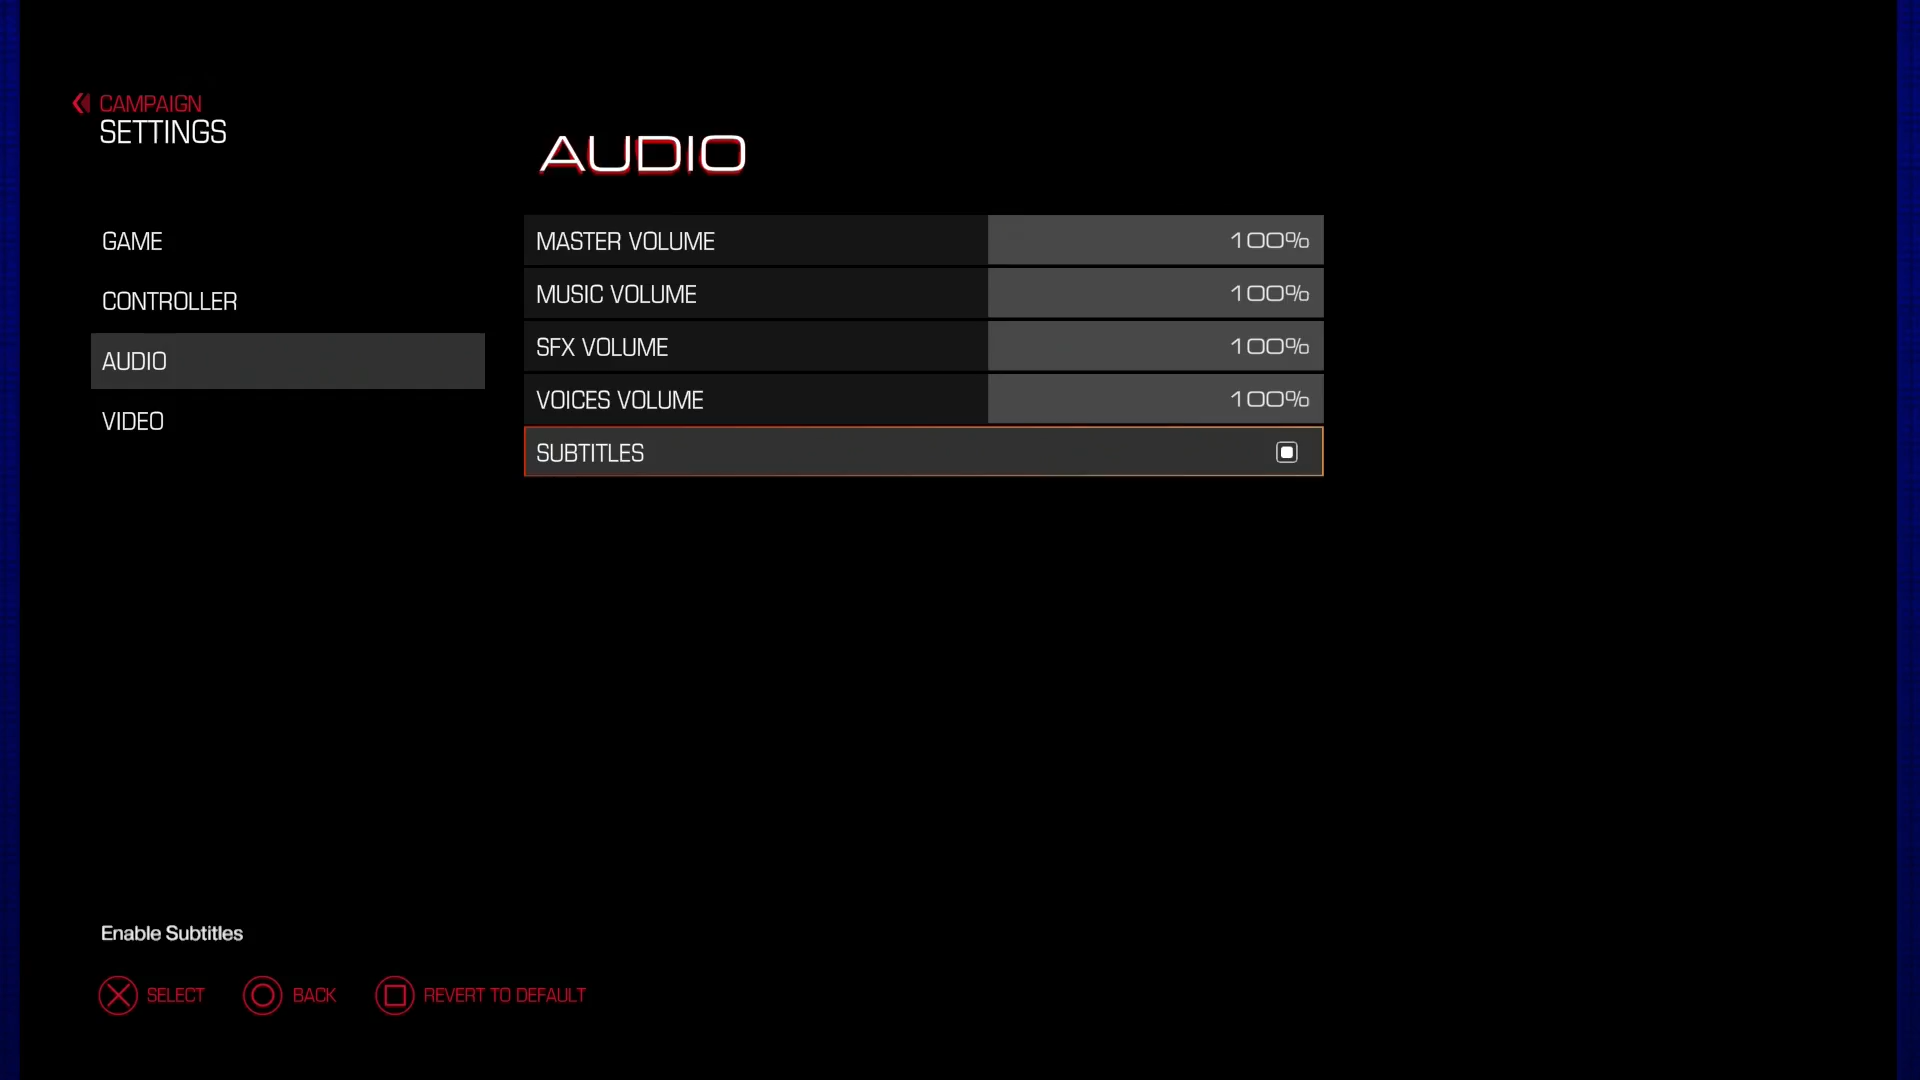 CAMPAIGN
SETTINGS
AUDIO
GAME
CONTROLLER
AUDIO
VIDEO
MASTER VOLUME 100%
MUSIC VOLUME 100%
SFX VOLUME 100%
VOICES VOLUME 100%
SUBTITLES
Enable Subtitles
SELECT BACK REVERT TO DEFAULT